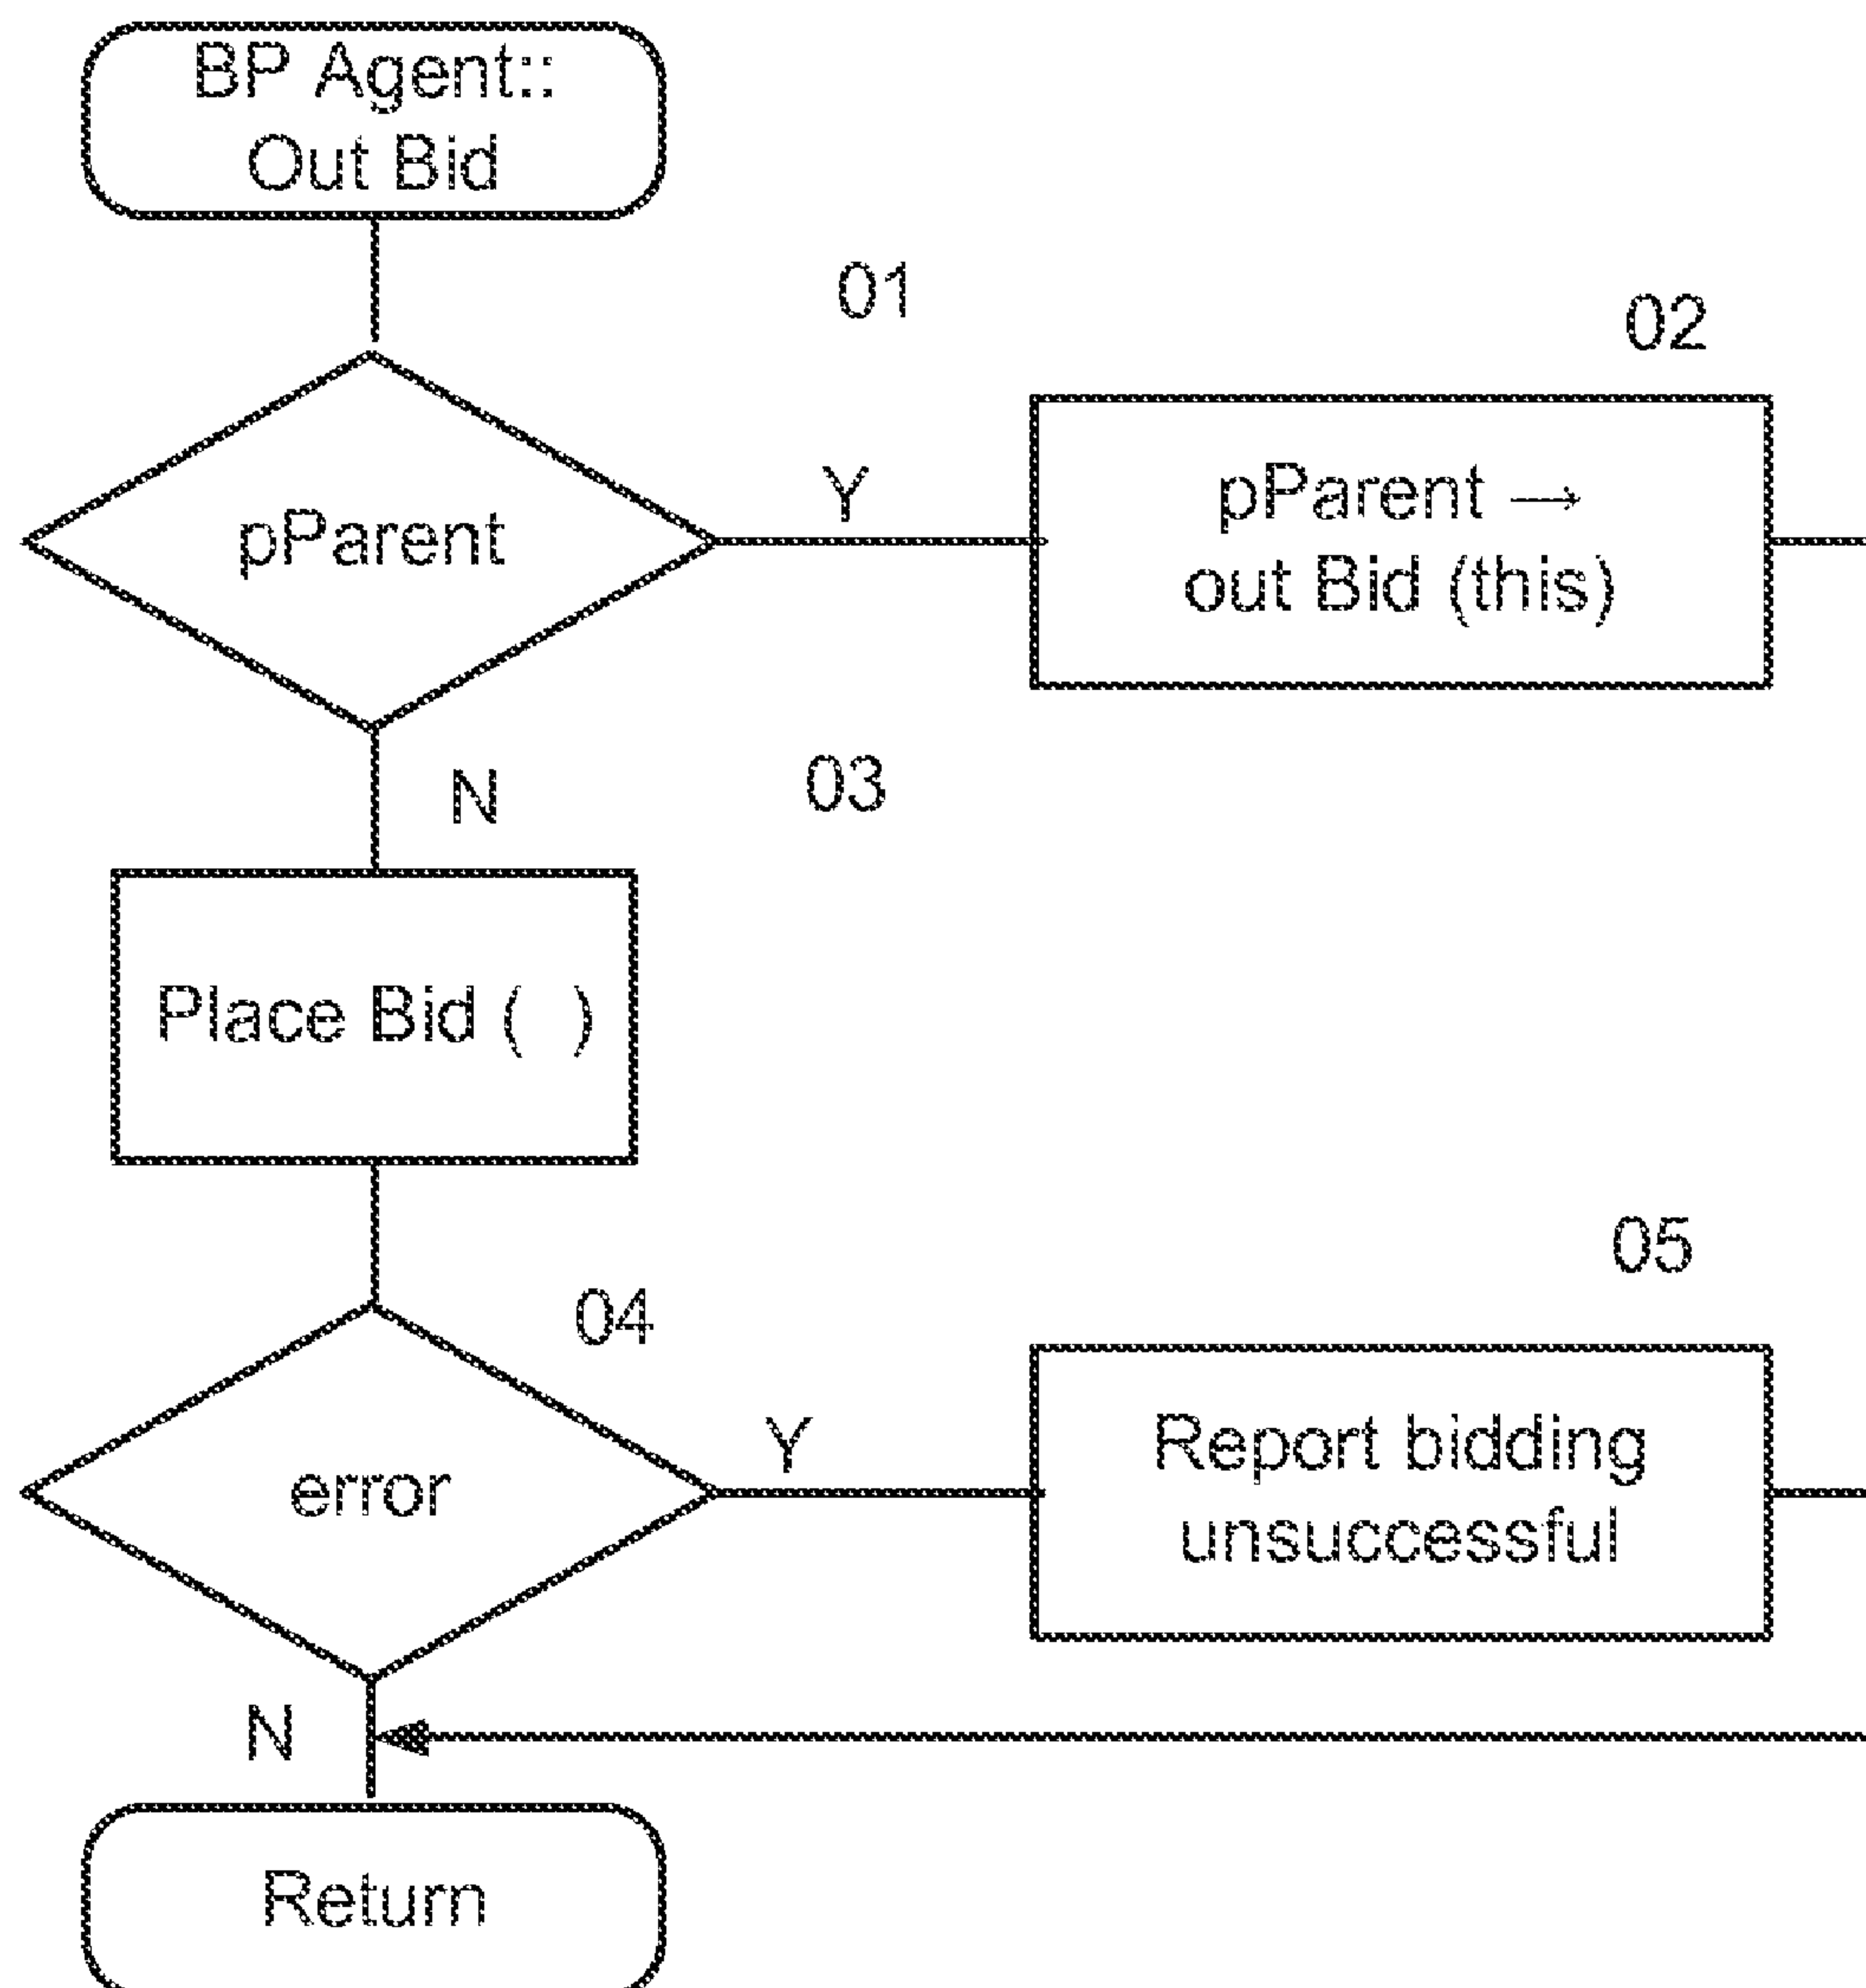 BP Agent::
Out Bid
01
02
pParent
Y
pParent →
out Bid (this)
N
03
Place Bid (  )
04
05
error
Y
Report bidding
unsuccessful
N
Return